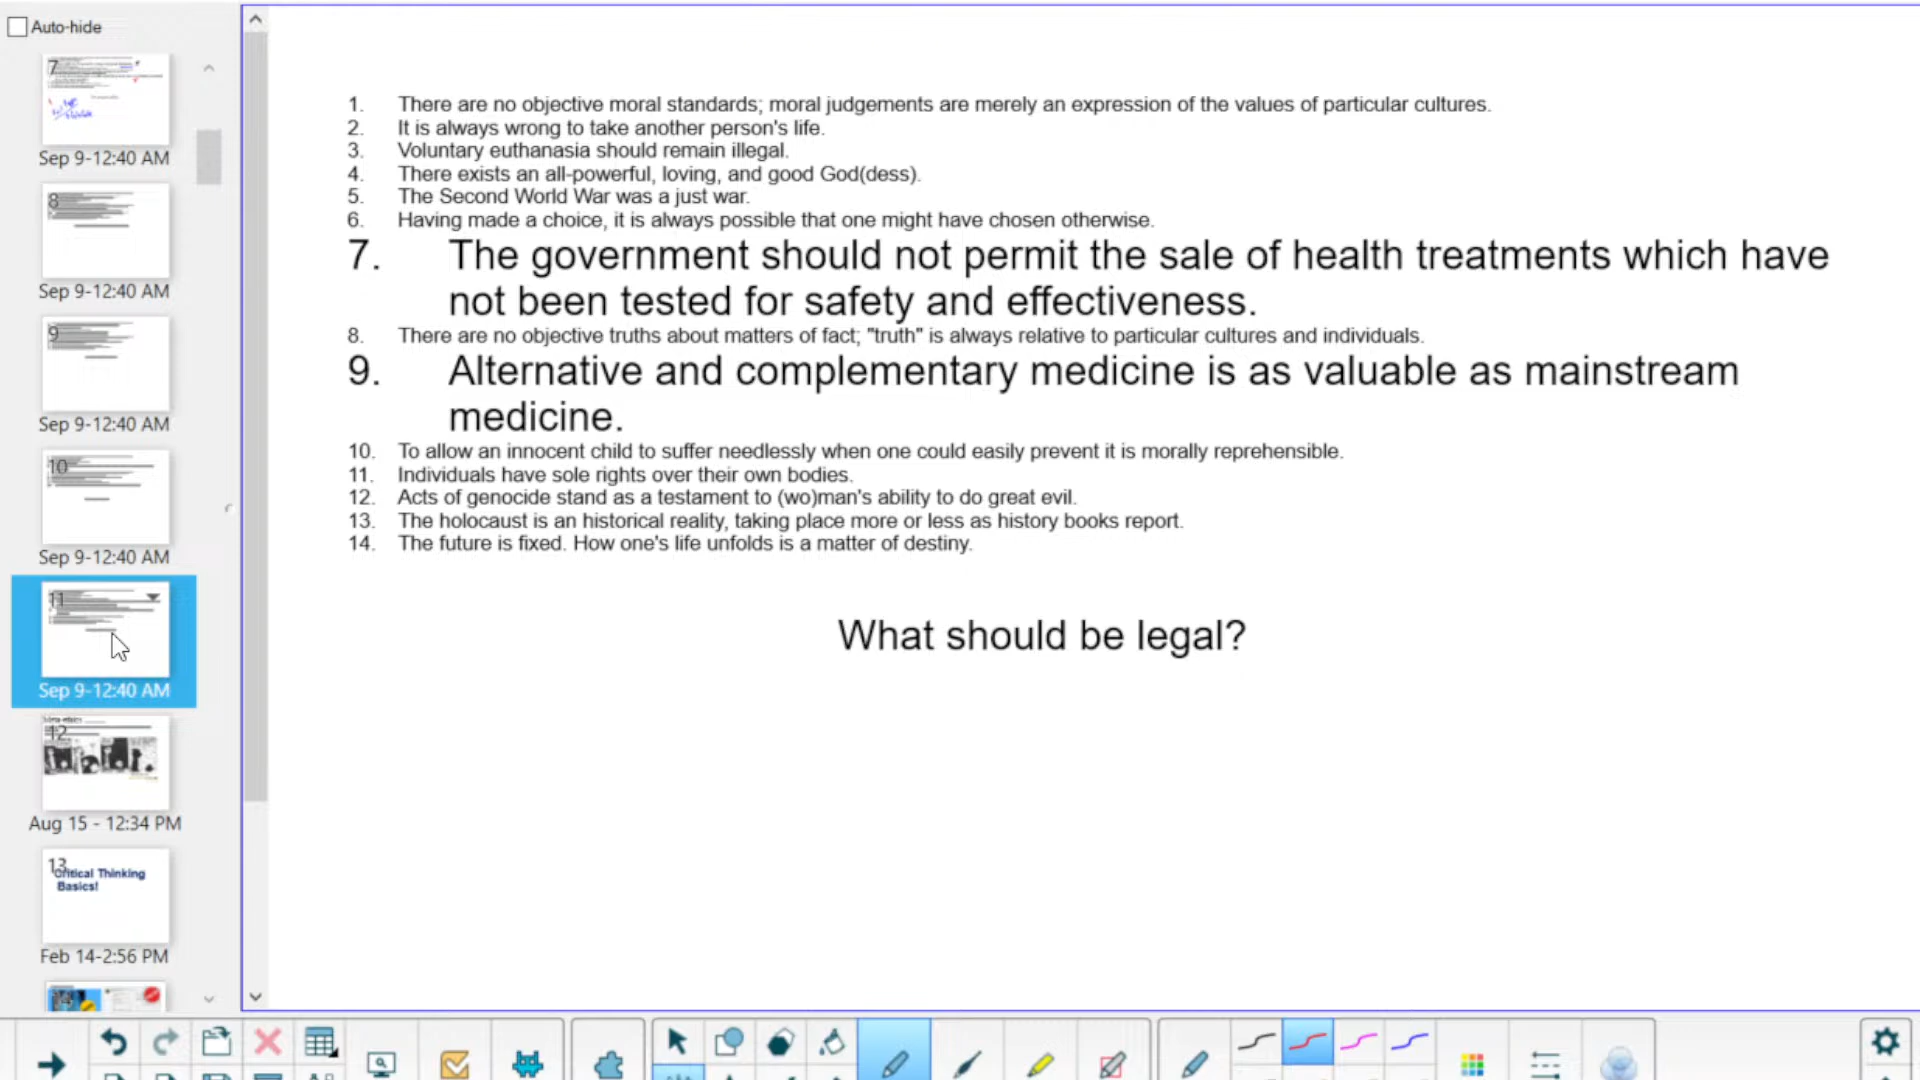 Auto-hide
7
Sep 9-12:40 AM
8
Sep 9-12:40 AM
9
Sep 9-12:40 AM
10
Sep 9-12:40 AM
11
Sep 9-12:40 AM
12
Aug 15 - 12:34 PM
13
Critical Thinking
Basics!
Feb 14-2:56 PM
1. There are no objective moral standards; moral judgements are merely an expression of the values of particular cultures.
2. It is always wrong to take another person's life.
3. Voluntary euthanasia should remain illegal.
4. There exists an all-powerful, loving, and good God(dess).
5. The Second World War was a just war.
6. Having made a choice, it is always possible that one might have chosen otherwise.
7. The government should not permit the sale of health treatments which have
not been tested for safety and effectiveness.
8. There are no objective truths about matters of fact; "truth" is always relative to particular cultures and individuals.
9. Alternative and complementary medicine is as valuable as mainstream
medicine.
10. To allow an innocent child to suffer needlessly when one could easily prevent it is morally reprehensible.
11. Individuals have sole rights over their own bodies.
12. Acts of genocide stand as a testament to (wo)man's ability to do great evil.
13. The holocaust is an historical reality, taking place more or less as history books report.
14. The future is fixed. How one's life unfolds is a matter of destiny.
What should be legal?